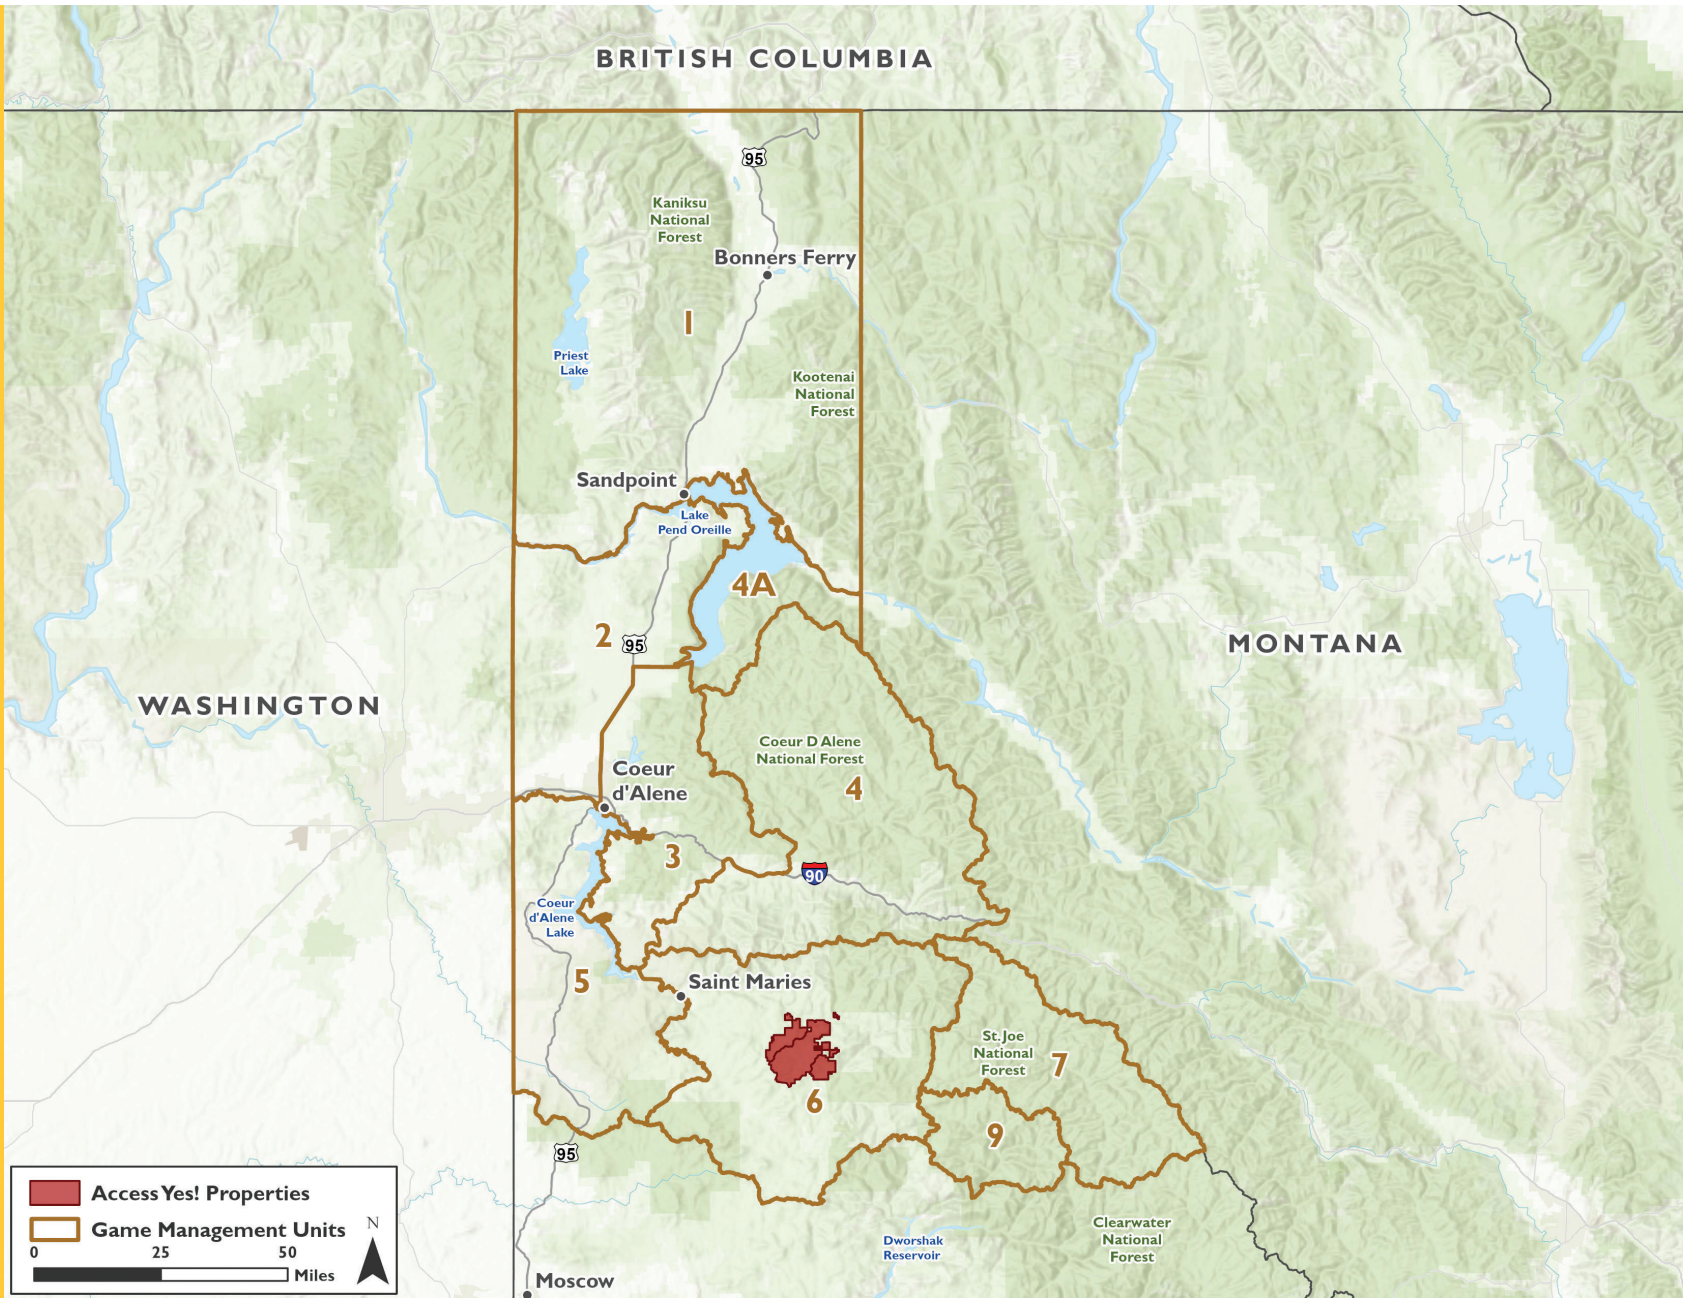 BRITISH COLUMBIA
95
Kaniksu
National
Forest
Bonners Ferry
1
Priest
Lake
Kootenai
National
Forest
Sandpoint
Lake
Pend Oreille
4A
2
95
MONTANA
WASHINGTON
Coeur D Alene
National Forest
4
Coeur
d'Alene
3
90
Coeur
d'Alene
Lake
5
Saint Maries
St. Joe
National
Forest
7
6
9
95
Access Yes! Properties
Game Management Units
N
0 25 50
Miles
Clearwater
National
Forest
Dworshak
Reservoir
Moscow